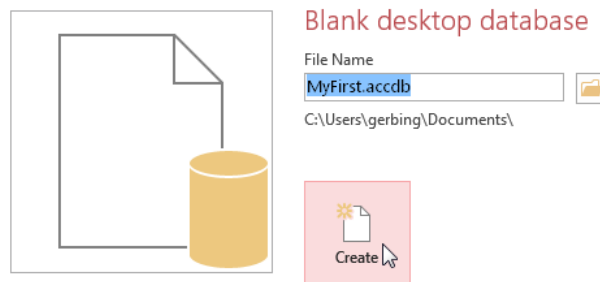 Blank desktop database
File Name
MyFirst.accdb
C:\Users\gerbing\Documents\
Create